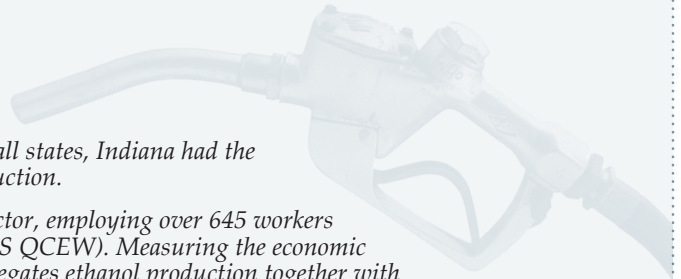 all states, Indiana had the
uction.
ctor, employing over 645 workers
S QCEW). Measuring the economic
egates ethanol production together with